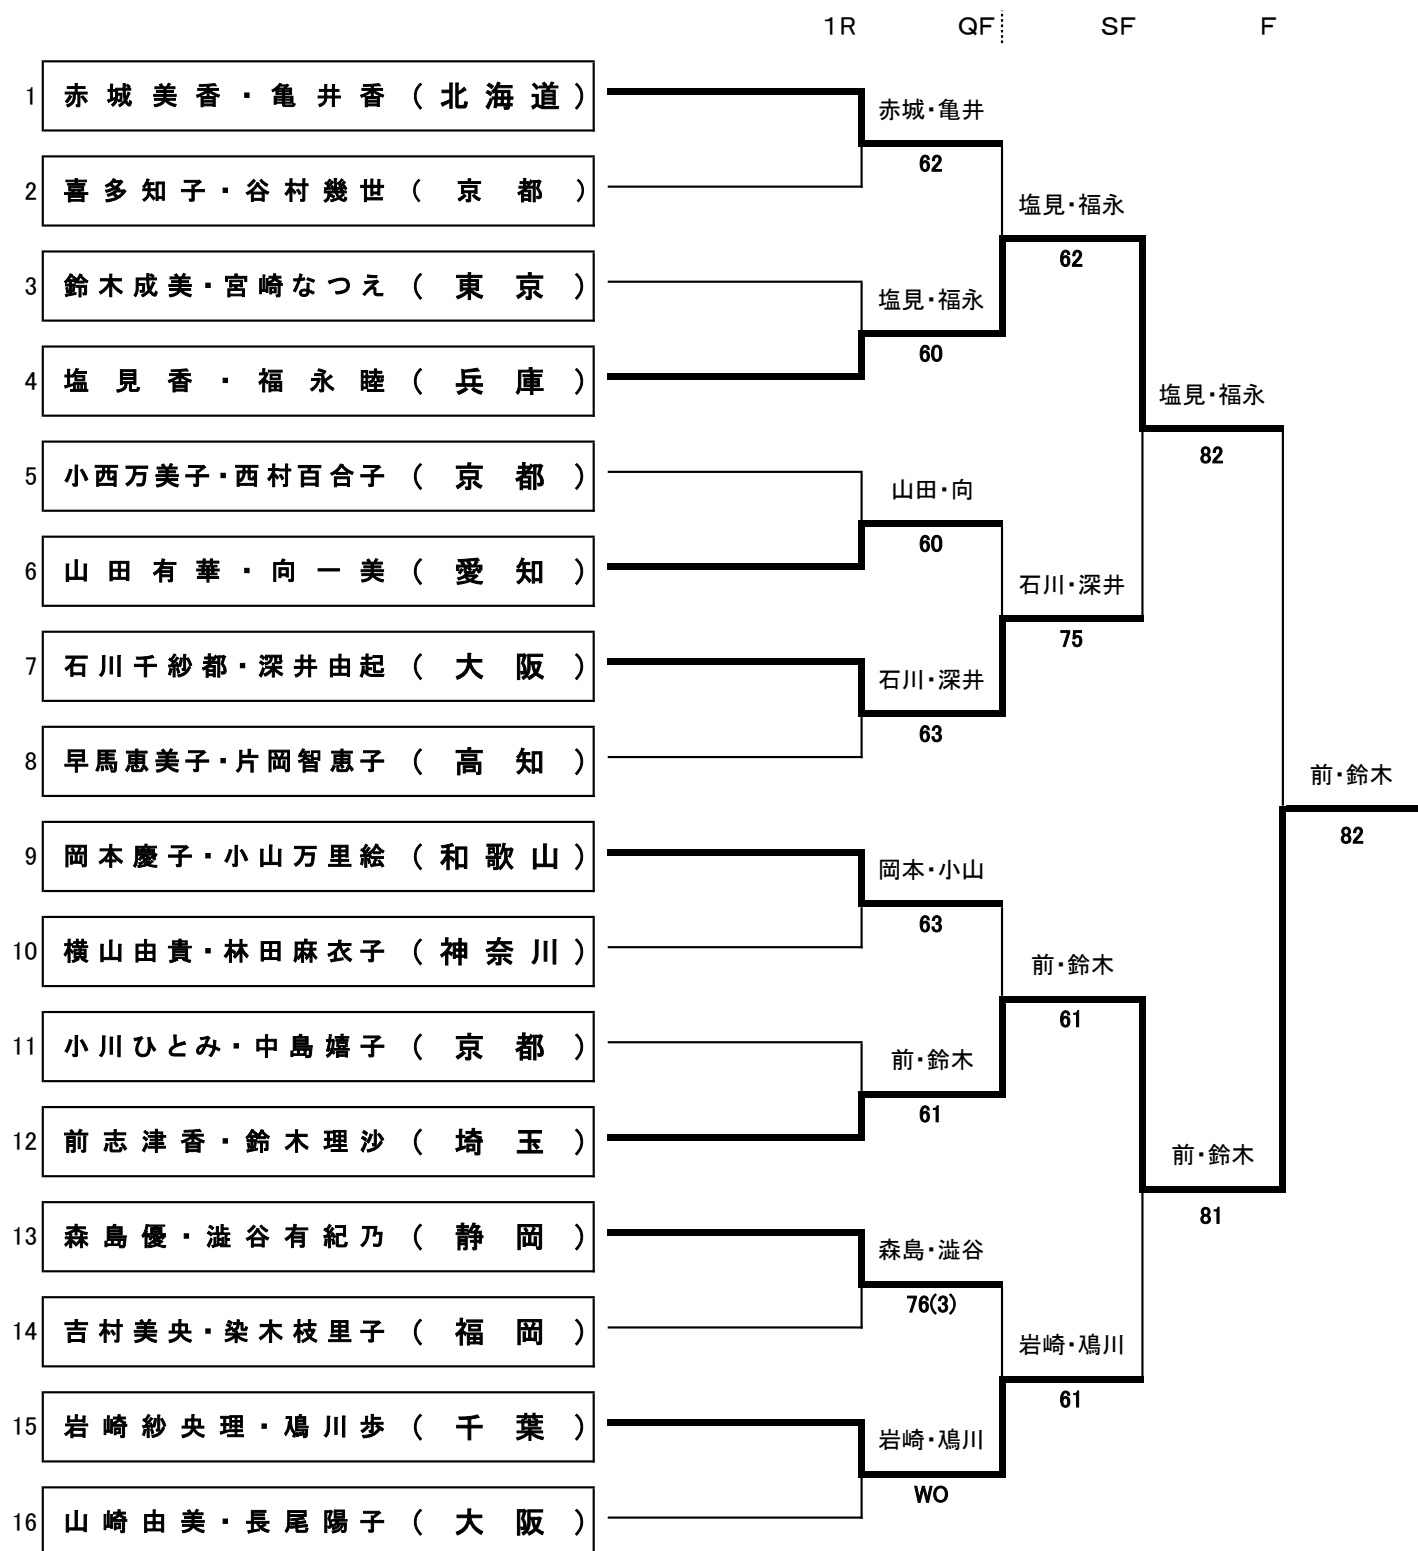 1R QF SF F
1 赤城美香・亀井香(北海道)
赤城・亀井
62
2 喜多知子・谷村幾世(京都)
塩見・福永
62
3 鈴木成美・宮崎なつえ(東京)
塩見・福永
60
4 塩見香・福永睦(兵庫)
塩見・福永
82
5 小西万美子・西村百合子(京都)
山田・向
60
6 山田有華・向一美(愛知)
石川・深井
75
7 石川千紗都・深井由起(大阪)
石川・深井
63
8 早馬恵美子・片岡智恵子(高知)
前・鈴木
82
9 岡本慶子・小山万里絵(和歌山)
岡本・小山
63
10 横山由貴・林田麻衣子(神奈川)
前・鈴木
61
11 小川ひとみ・中島嬉子(京都)
前・鈴木
61
12 前志津香・鈴木理沙(埼玉)
前・鈴木
81
13 森島優・澁谷有紀乃(静岡)
森島・澁谷
76(3)
14 吉村美央・染木枝里子(福岡)
岩崎・鳰川
61
15 岩崎紗央理・鳰川歩(千葉)
岩崎・鳰川
WO
16 山崎由美・長尾陽子(大阪)